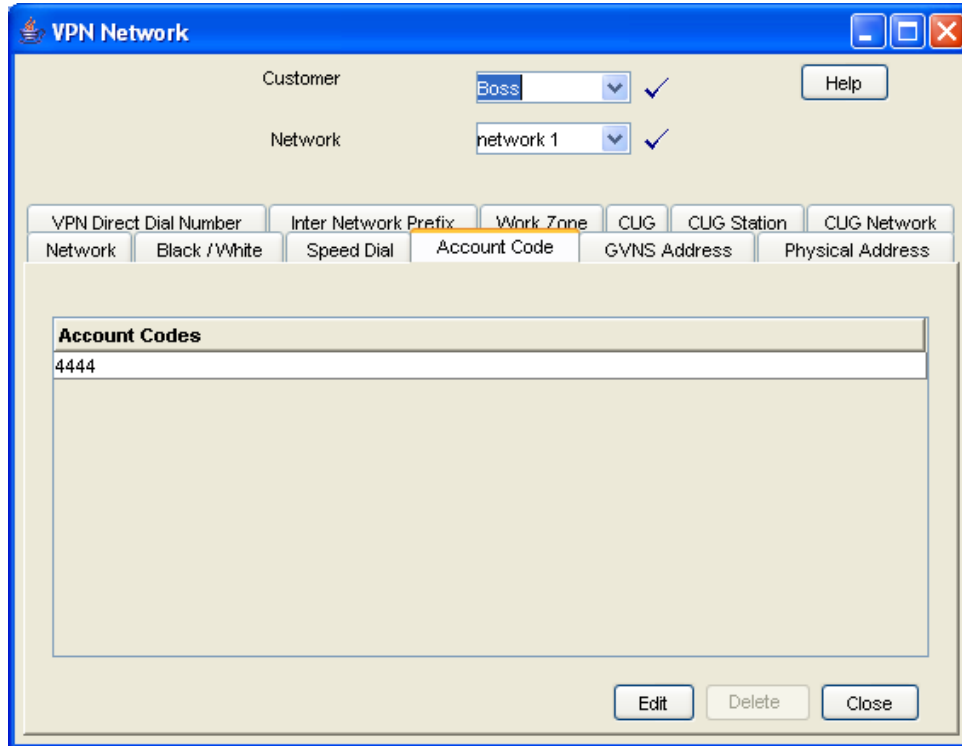 VPN Network
Customer Boss Help
Network network 1
VPN Direct Dial Number Inter Network Prefix Work Zone CUG CUG Station CUG Network
Network Black / White Speed Dial Account Code GVNS Address Physical Address
Account Codes
4444
Edit Delete Close